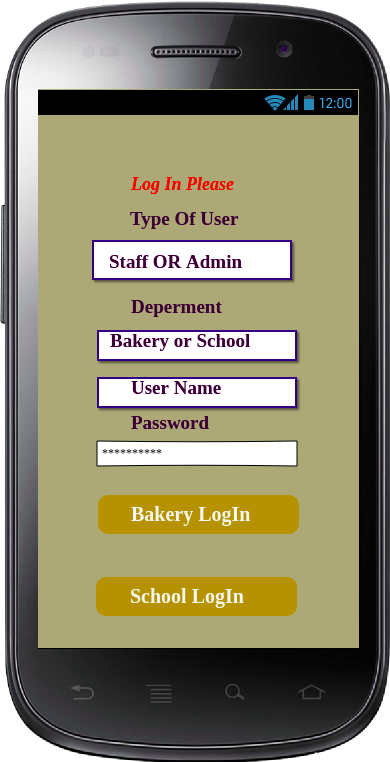 12:00
Log In Please
Type Of User
Staff OR Admin
Deperment
Bakery or School
User Name
Password
**********
Bakery LogIn
School LogIn